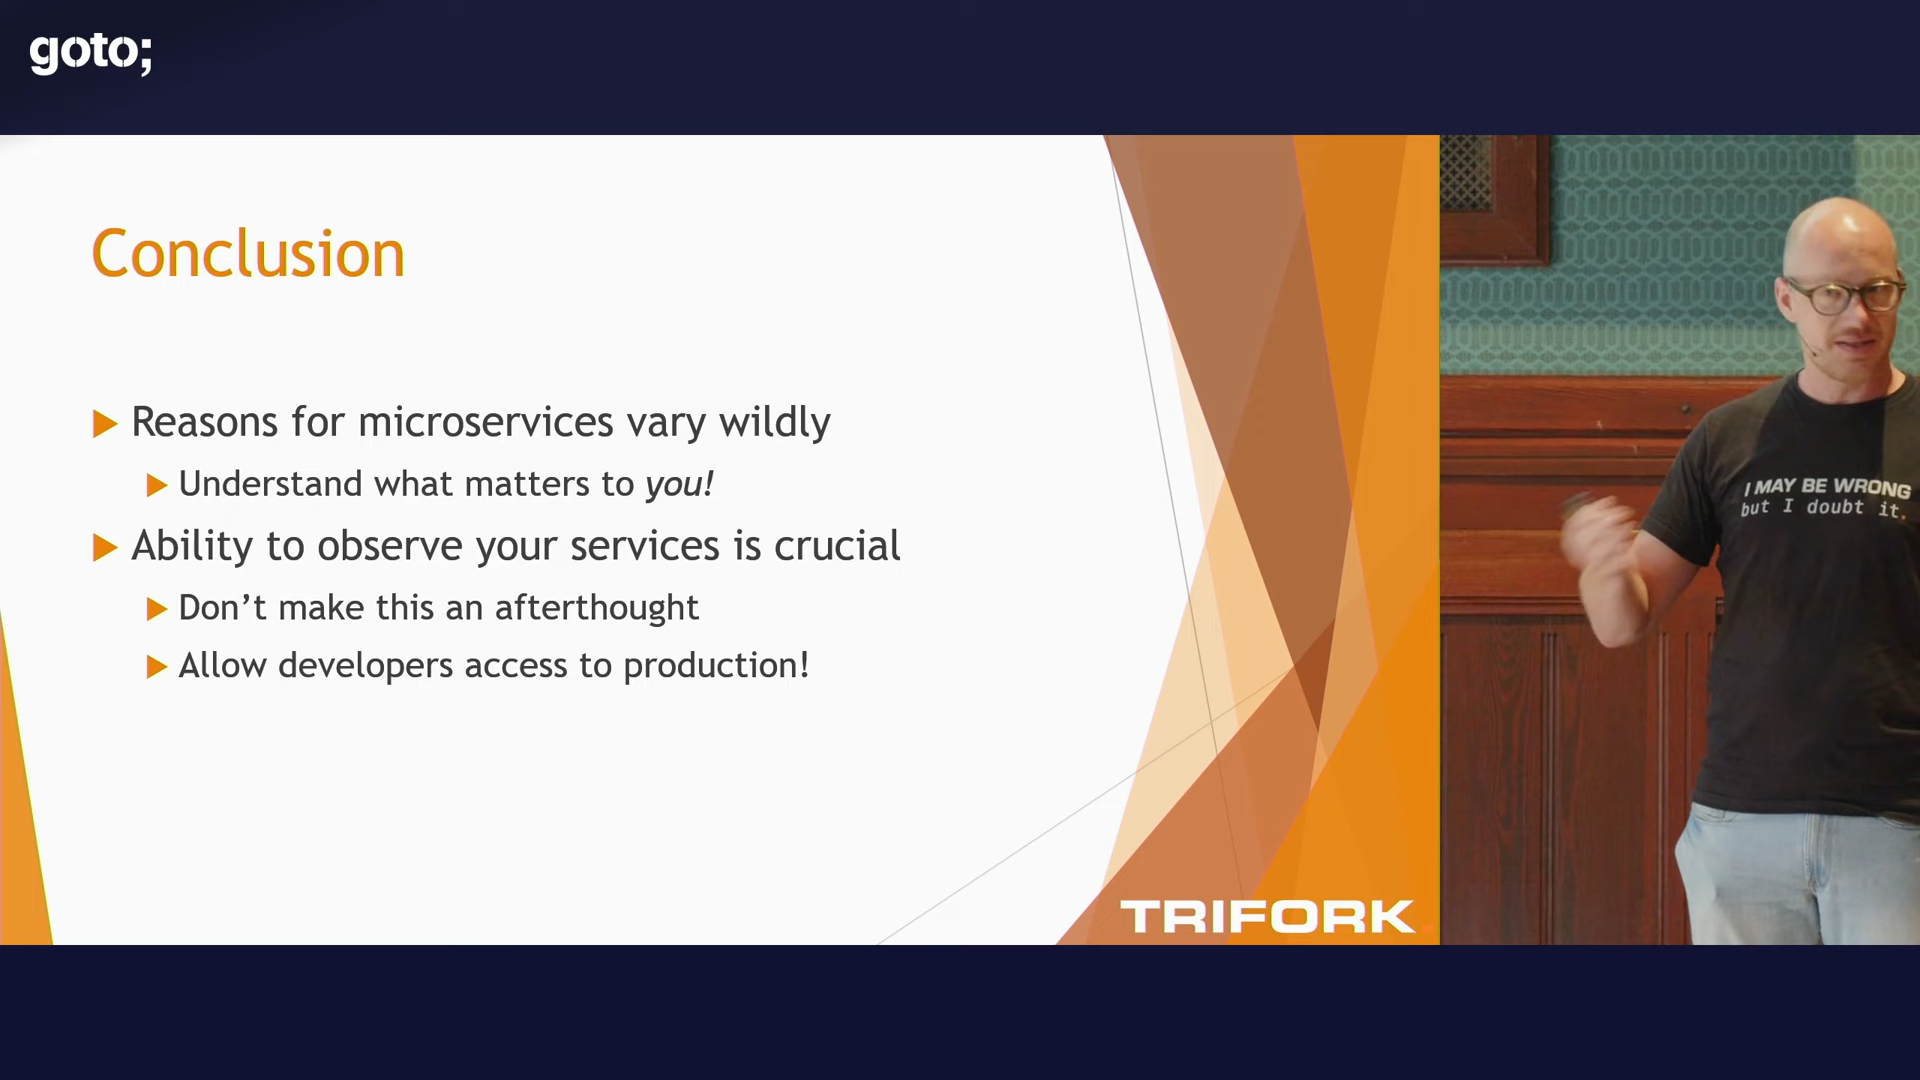 goto;
Conclusion
Reasons for microservices vary wildly
Understand what matters to you!
Ability to observe your services is crucial
Don’t make this an afterthought
Allow developers access to production!
TRIFORK.
I MAY BE WRONG
but I doubt it.